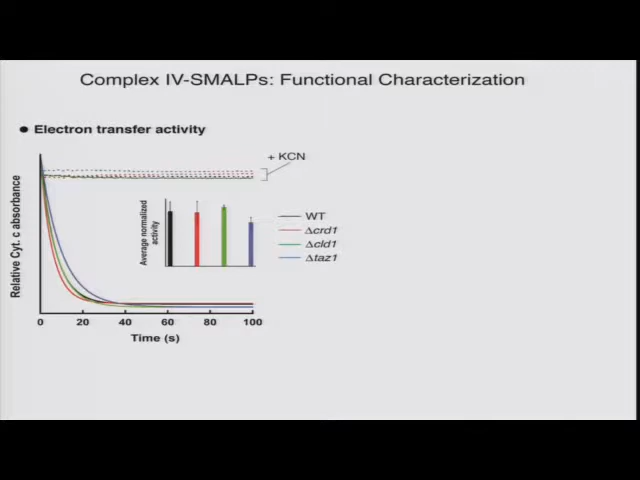 Complex IV-SMALPs: Functional Characterization
● Electron transfer activity
+ KCN
Relative Cyt. c absorbance
Average normalized
activity
WT
Δcrd1
Δcld1
Δtaz1
0 20 40 60 80 100
Time (s)